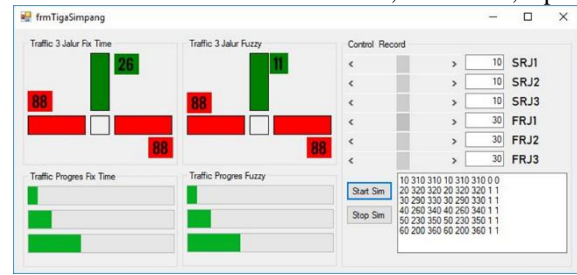 frmTigaSimpang
Traffic 3 Jalur Fix Time
26
88
88
Traffic 3 Jalur Fuzzy
11
88
88
Control Record
< > 10 SRJ1
< > 10 SRJ2
< > 10 SRJ3
< > 30 FRJ1
< > 30 FRJ2
< > 30 FRJ3
Traffic Progres Fix Time
Traffic Progres Fuzzy
Start Sim
Stop Sim
10 310 310 10 310 310 0 0
20 320 320 20 320 320 1 1
30 290 330 30 290 330 1 1
40 260 340 40 260 340 1 1
50 230 350 50 230 350 1 1
60 200 360 60 200 360 1 1